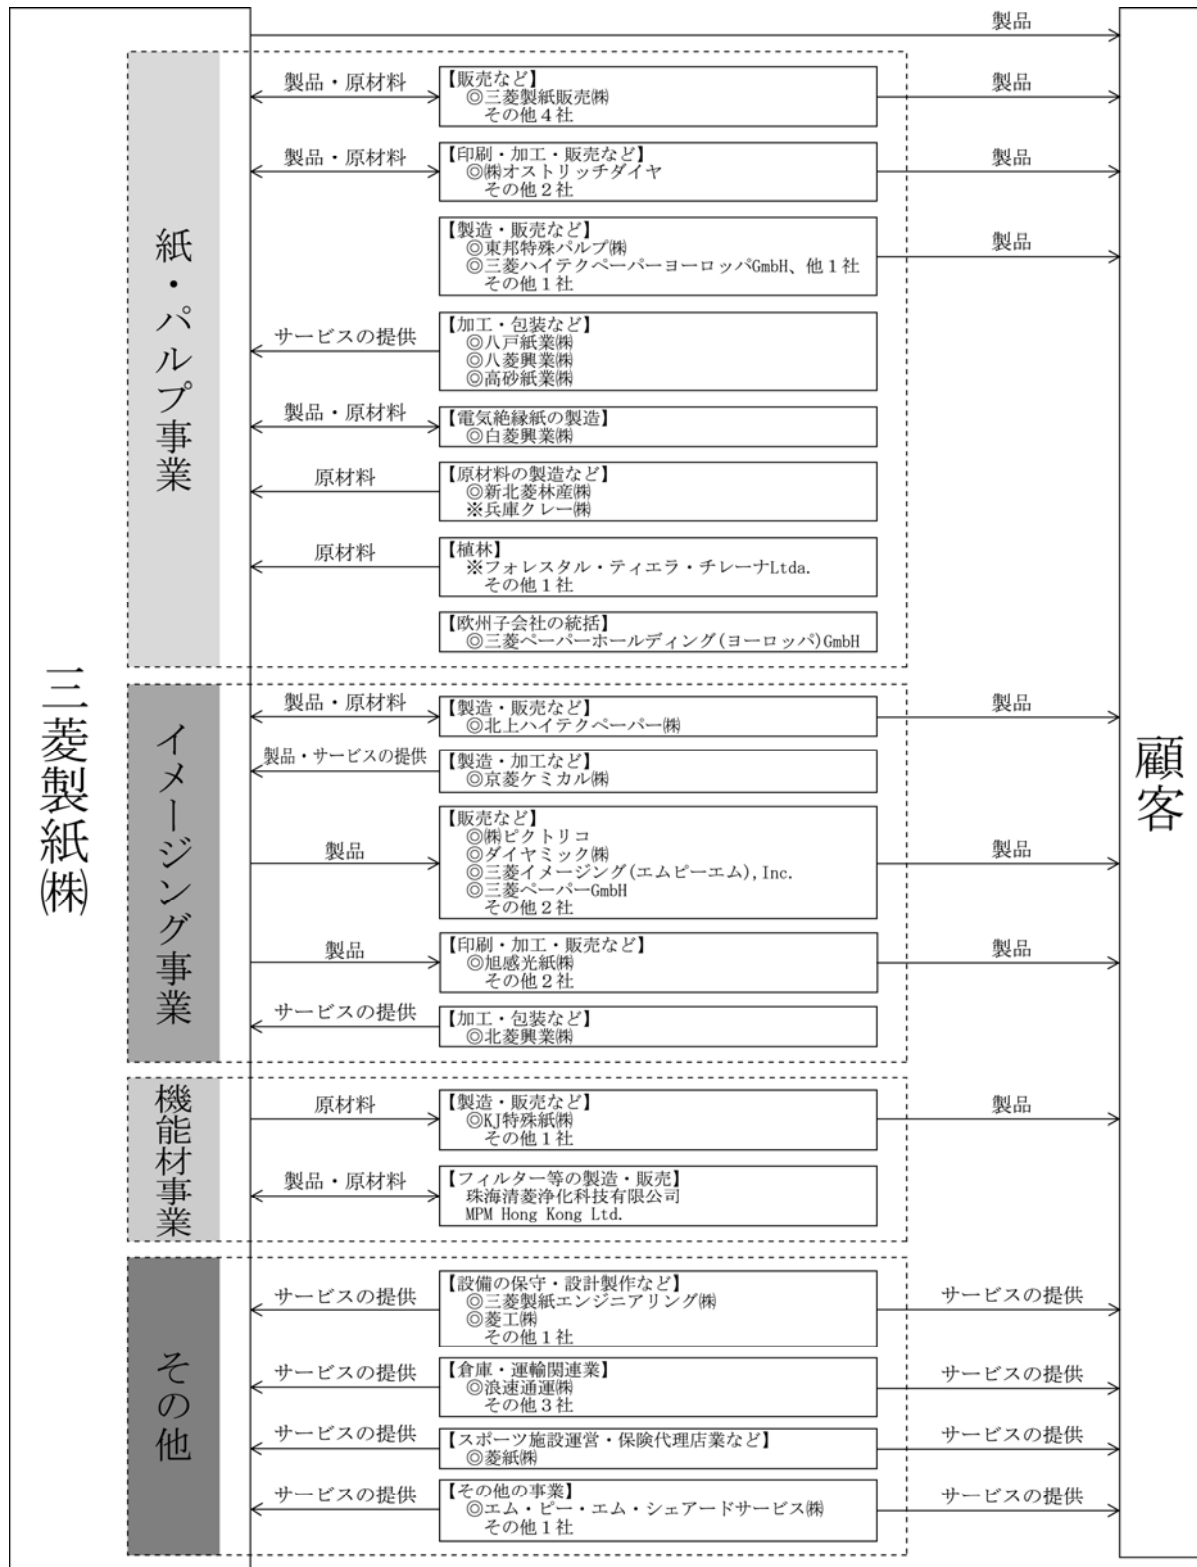 三菱製紙㈱
製品
顧客
紙・パルプ事業
製品・原材料
【販売など】
◎三菱製紙販売㈱
その他４社
製品
製品・原材料
【印刷・加工・販売など】
◎㈱オストリッチダイヤ
その他２社
製品
【製造・販売など】
◎東邦特殊パルプ㈱
◎三菱ハイテクペーパーヨーロッパGmbH、他１社
その他１社
製品
サービスの提供
【加工・包装など】
◎八戸紙業㈱
◎八菱興業㈱
◎高砂紙業㈱
製品・原材料
【電気絶縁紙の製造】
◎白菱興業㈱
原材料
【原材料の製造など】
◎新北菱林産㈱
※兵庫クレー㈱
原材料
【植林】
※フォレスタル・ティエラ・チレーナLtda.
その他１社
【欧州子会社の統括】
◎三菱ペーパーホールディング(ヨーロッパ)GmbH
イメージング事業
製品・原材料
【製造・販売など】
◎北上ハイテクペーパー㈱
製品
製品・サービスの提供
【製造・加工など】
◎京菱ケミカル㈱
製品
【販売など】
◎㈱ピクトリコ
◎ダイヤミック㈱
◎三菱イメージング(エムピーエム),Inc.
◎三菱ペーパーGmbH
その他２社
製品
製品
【印刷・加工・販売など】
◎旭感光紙㈱
その他２社
製品
サービスの提供
【加工・包装など】
◎北菱興業㈱
機能材事業
原材料
【製造・販売など】
◎KJ特殊紙㈱
その他１社
製品
製品・原材料
【フィルター等の製造・販売】
珠海清菱浄化科技有限公司
MPM Hong Kong Ltd.
その他
サービスの提供
【設備の保守・設計製作など】
◎三菱製紙エンジニアリング㈱
◎菱工㈱
その他１社
サービスの提供
サービスの提供
【倉庫・運輸関連業】
◎浪速通運㈱
その他３社
サービスの提供
サービスの提供
【スポーツ施設運営・保険代理店業など】
◎菱紙㈱
サービスの提供
サービスの提供
【その他の事業】
◎エム・ピー・エム・シェアードサービス㈱
その他１社
サービスの提供